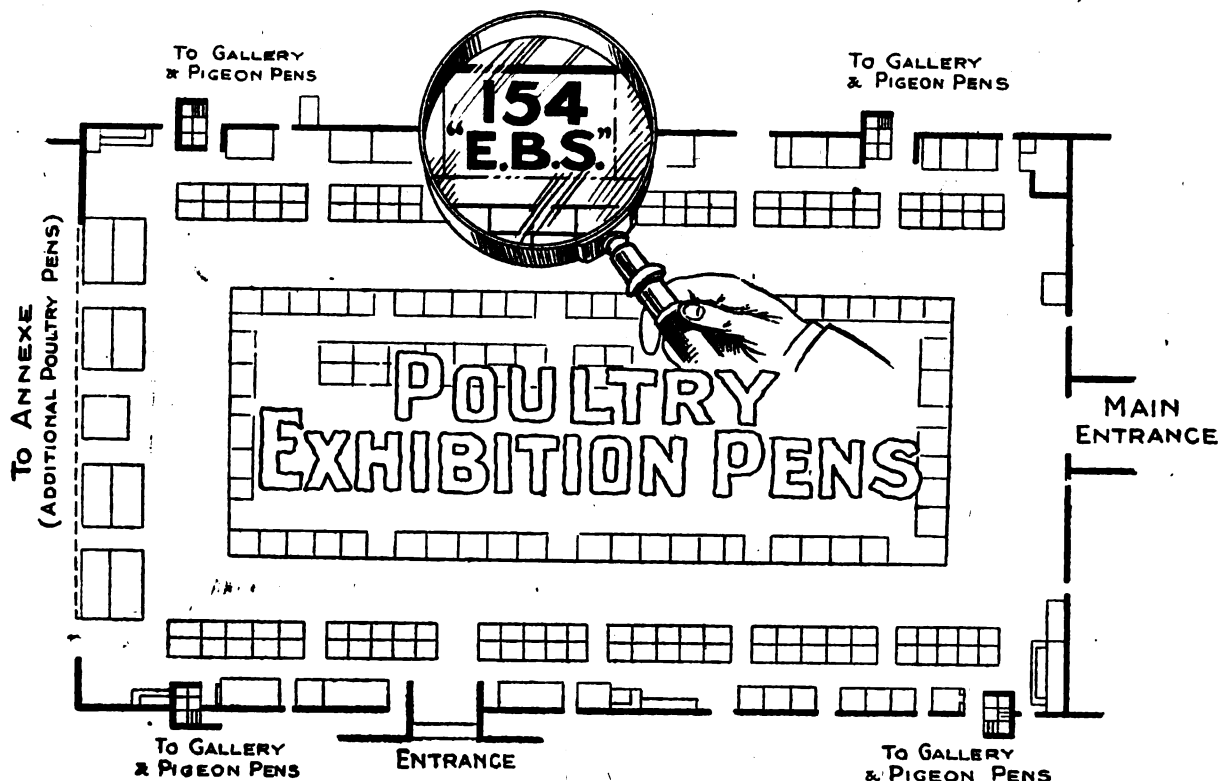 To Gallery
& Pigeon Pens
To Gallery
& Pigeon Pens
154
"E.B.S."
To Annexe
(Additional Poultry Pens)
Poultry
Exhibition Pens
Main
Entrance
To Gallery
& Pigeon Pens
Entrance
To Gallery
& Pigeon Pens